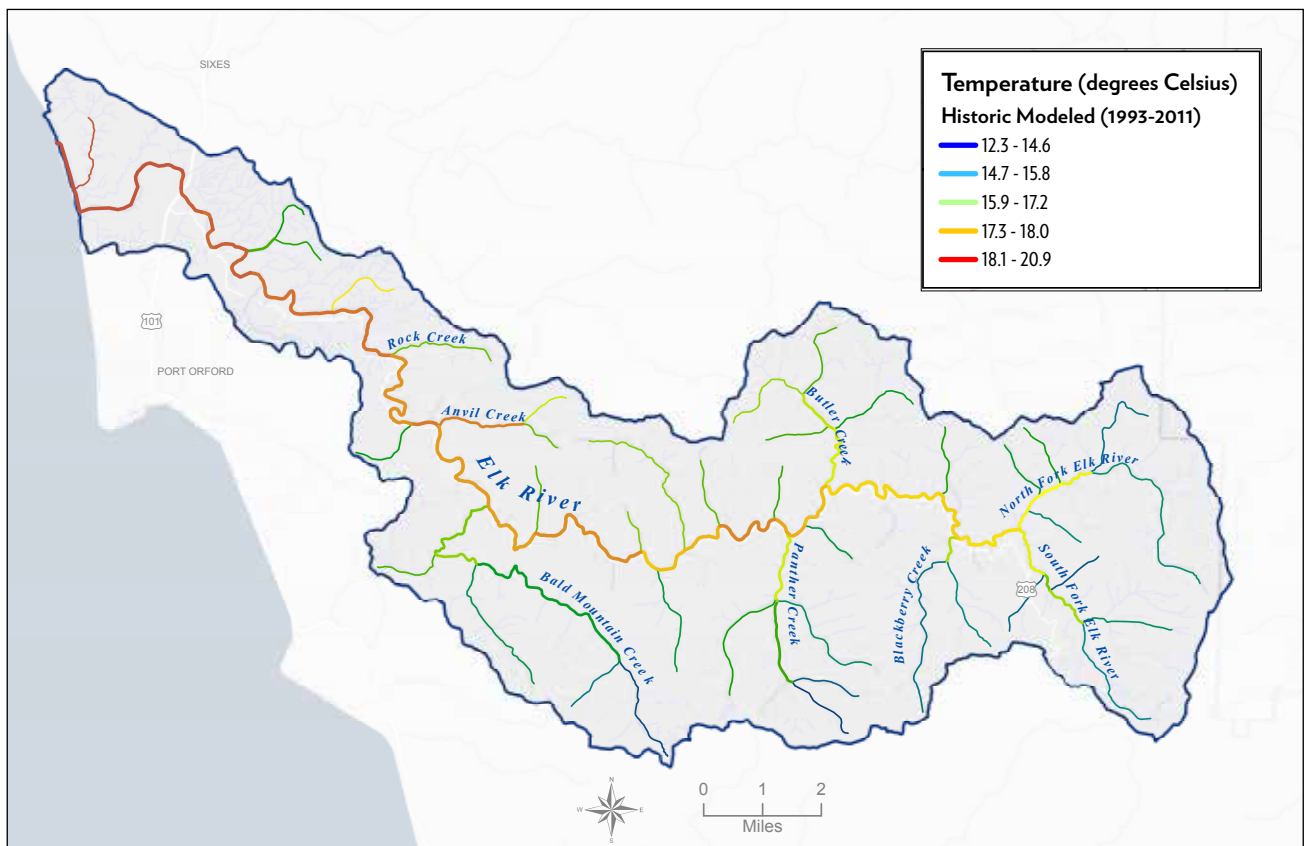 SIXES
Temperature (degrees Celsius)
Historic Modeled (1993-2011)
12.3 - 14.6
14.7 - 15.8
15.9 - 17.2
17.3 - 18.0
18.1 - 20.9
101
PORT ORFORD
Rock Creek
Anvil Creek
Elk River
Butler Creek
North Fork Elk River
South Fork Elk River
208
Blackberry Creek
Panther Creek
Bald Mountain Creek
N
W
E
S
0 1 2
Miles